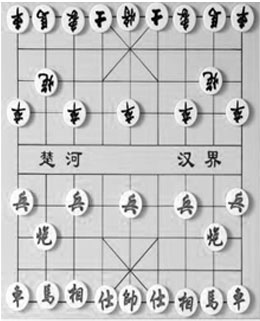 車 馬 象 士 將 士 象 馬 車
炮 炮
卒 卒 卒 卒 卒
楚河 汉界
兵 兵 兵 兵 兵
炮 炮
車 馬 相 仕 帥 仕 相 馬 車